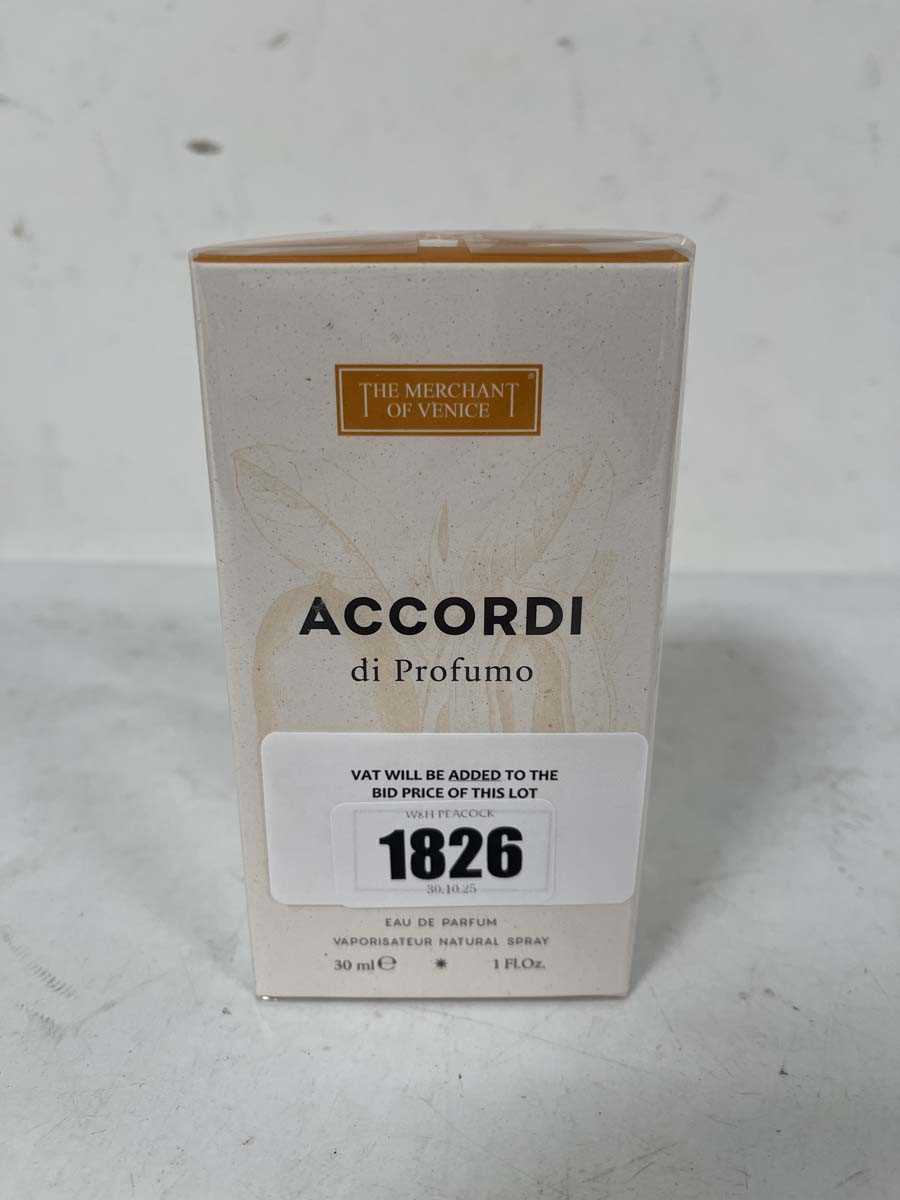 THE MERCHANT®
OF VENICE
ACCORDI
di Profumo
VAT WILL BE ADDED TO THE
BID PRICE OF THIS LOT
W&H PEACOCK
1826
30.10.25
EAU DE PARFUM
VAPORISATEUR NATURAL SPRAY
30 ml ℮ * 1 Fl.Oz.